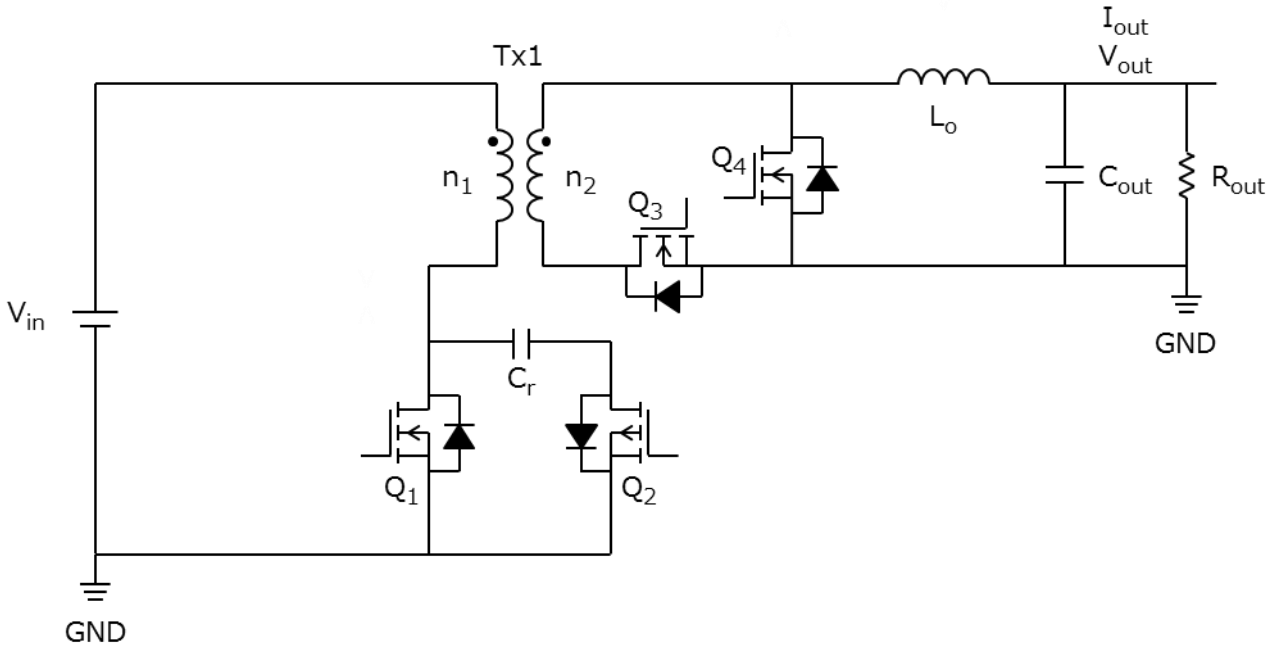 I_out
Tx1
V_out
L_o
Q_4
n_1
n_2
C_out
R_out
Q_3
V_in
GND
C_r
Q_1
Q_2
GND